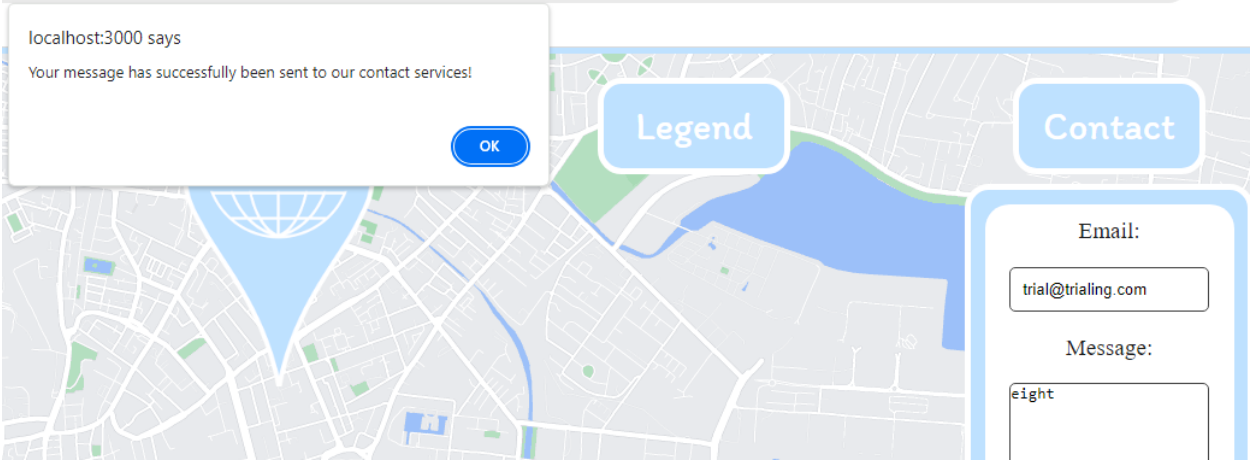 localhost:3000 says
Your message has successfully been sent to our contact services!
OK
Legend
Contact
Email:
trial@trialing.com
Message:
eight